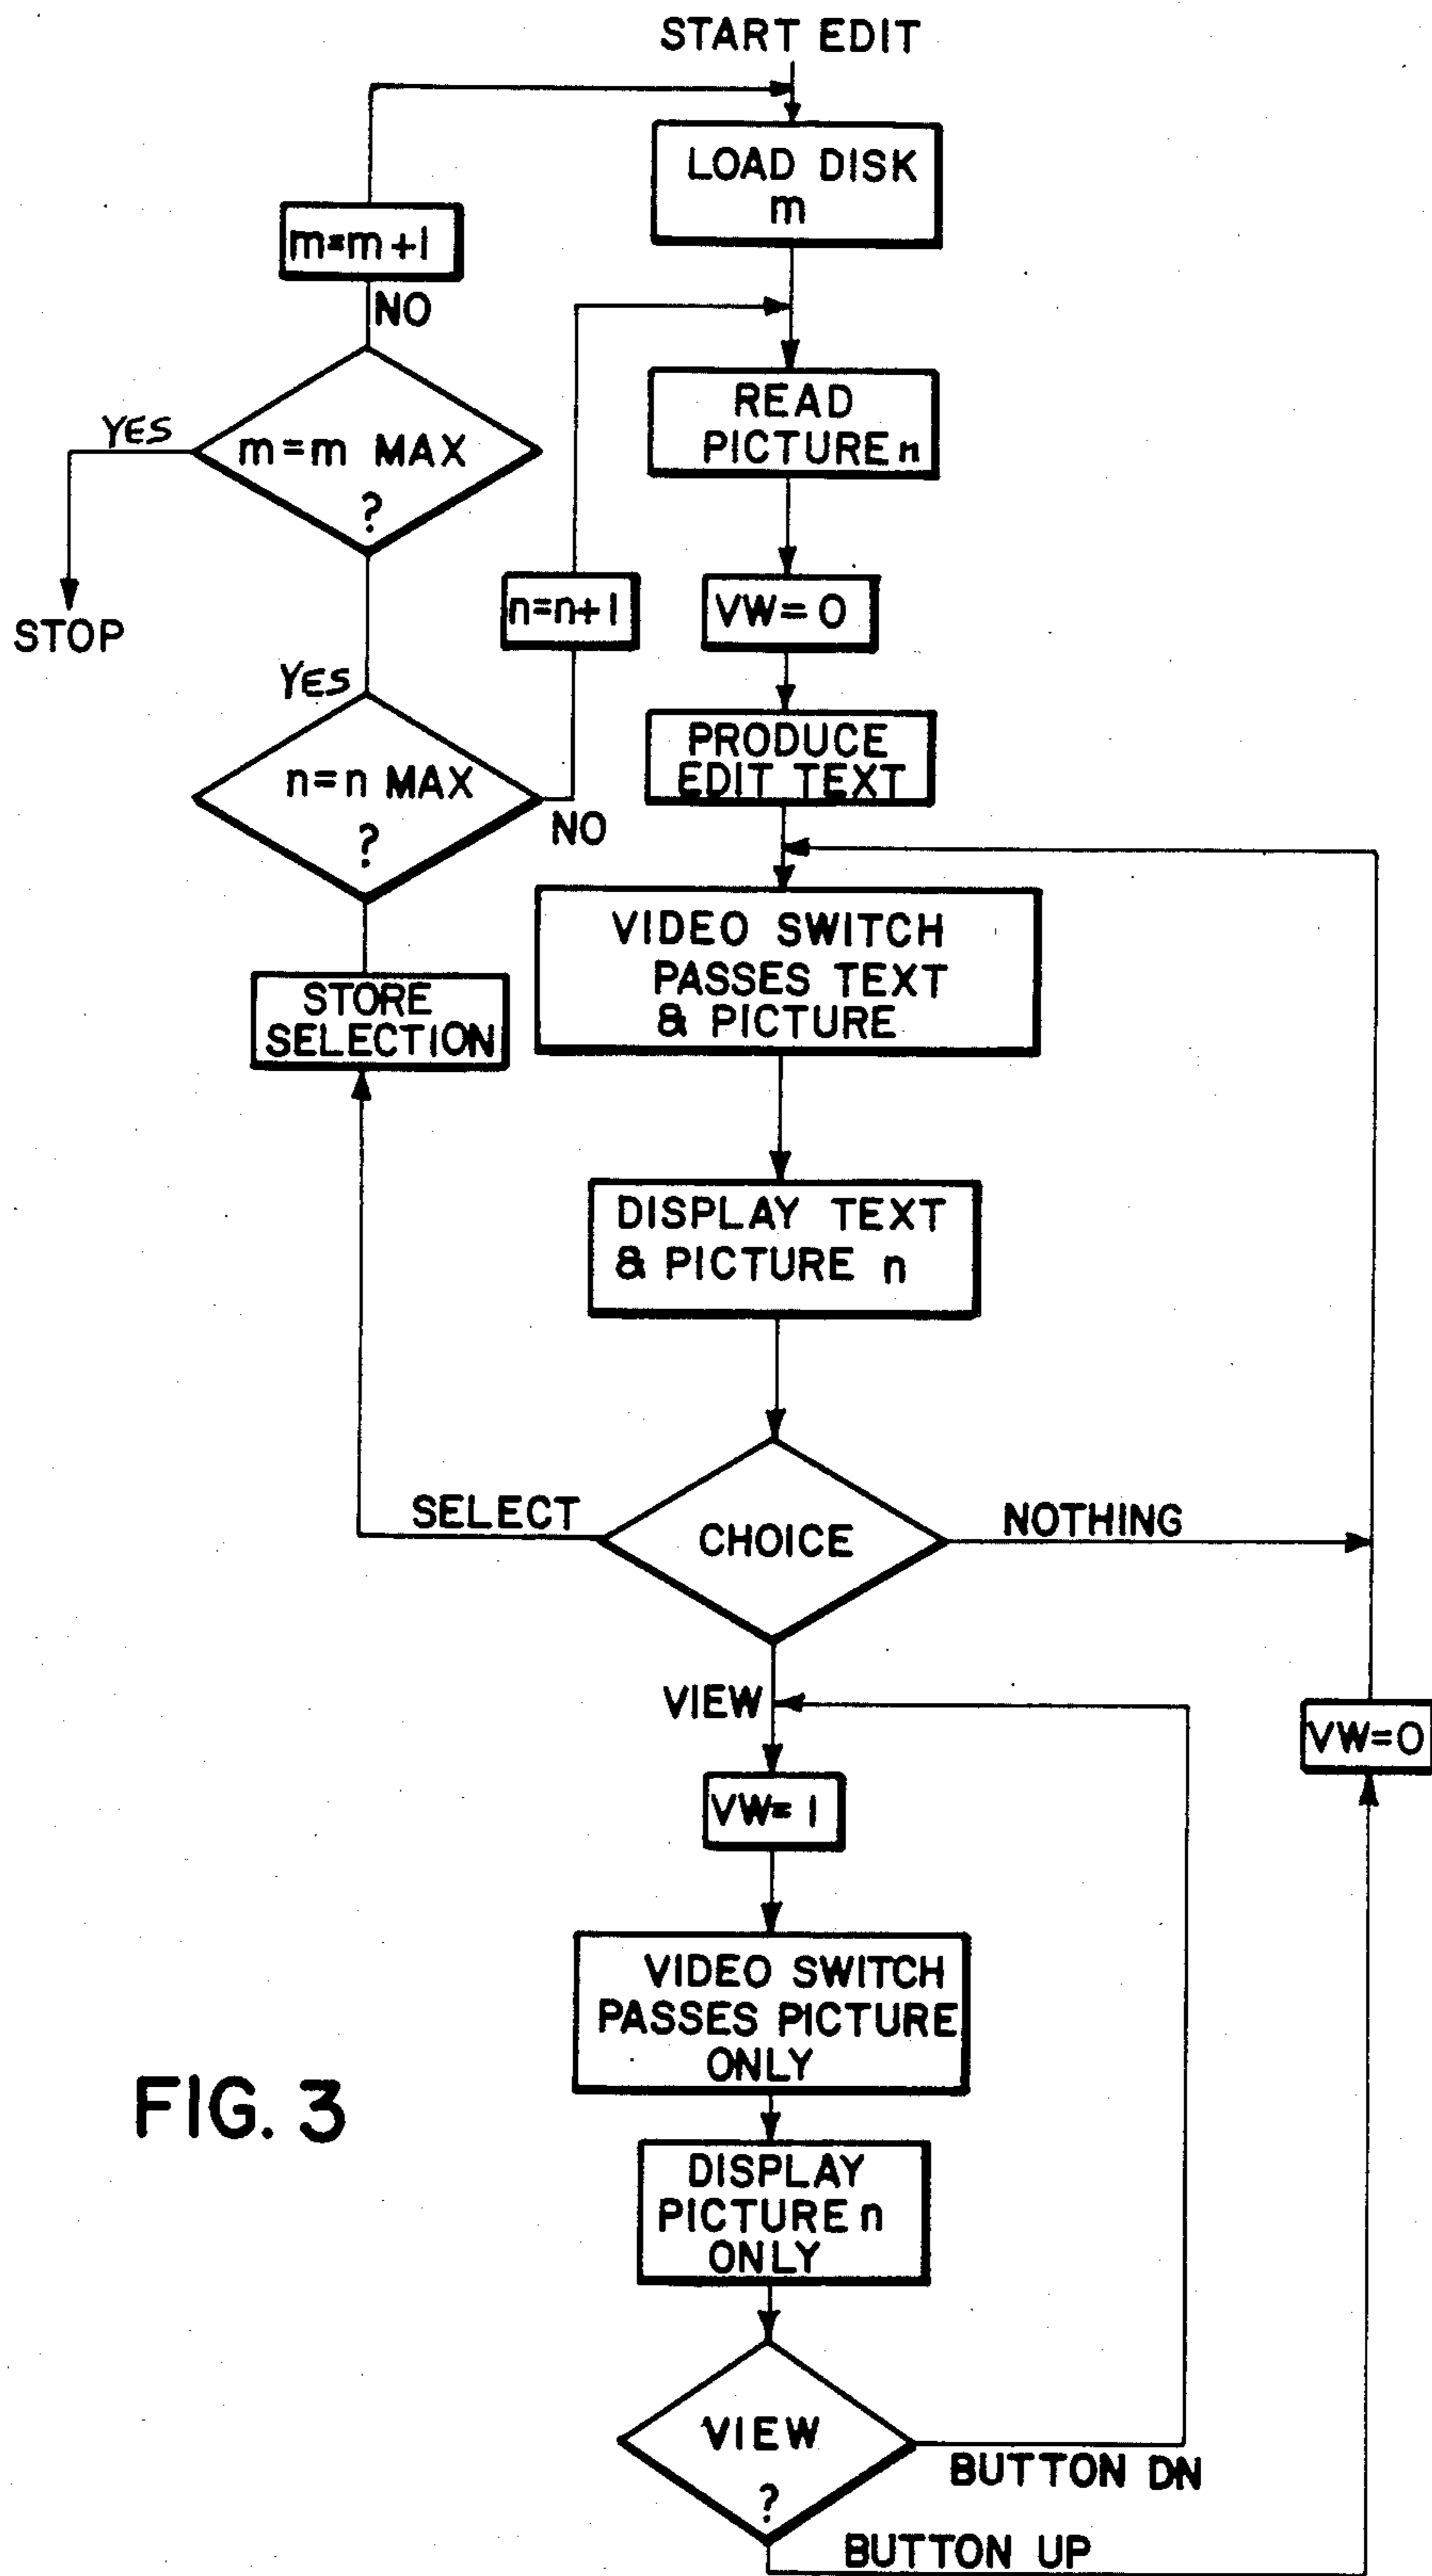 START EDIT
LOAD DISK
m
m=m+1
NO
READ
PICTURE n
YES
m=m MAX
?
STOP
n=n+1
VW=0
YES
PRODUCE
EDIT TEXT
n=n MAX
?
NO
VIDEO SWITCH
PASSES TEXT
& PICTURE
STORE
SELECTION
DISPLAY TEXT
& PICTURE n
SELECT
CHOICE
NOTHING
VIEW
VW=0
VW=1
VIDEO SWITCH
PASSES PICTURE
ONLY
FIG. 3
DISPLAY
PICTURE n
ONLY
VIEW
?
BUTTON DN
BUTTON UP